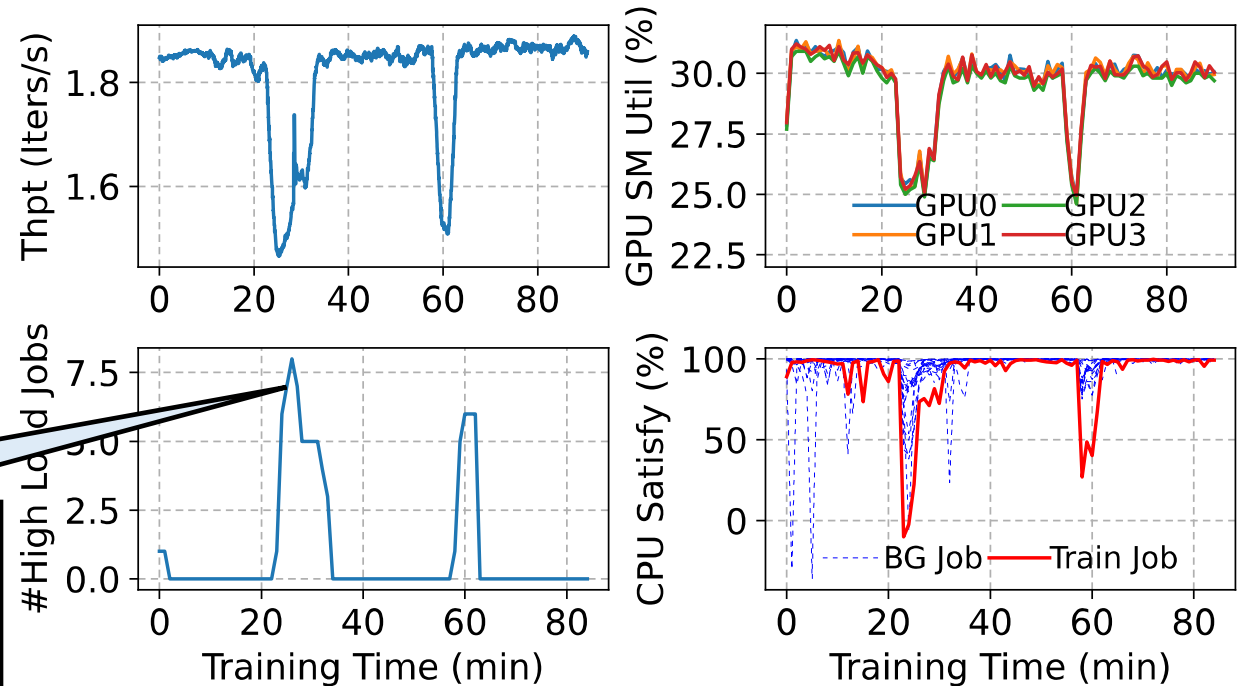 Thpt (Iters/s)
1.8
1.6
0 20 40 60 80
GPU SM Util (%)
30.0
27.5
25.0
22.5
GPU0 GPU2
GPU1 GPU3
0 20 40 60 80
#High Load Jobs
7.5
5.0
2.5
0.0
0 20 40 60 80
Training Time (min)
CPU Satisfy (%)
100
50
0
BG Job Train Job
0 20 40 60 80
Training Time (min)